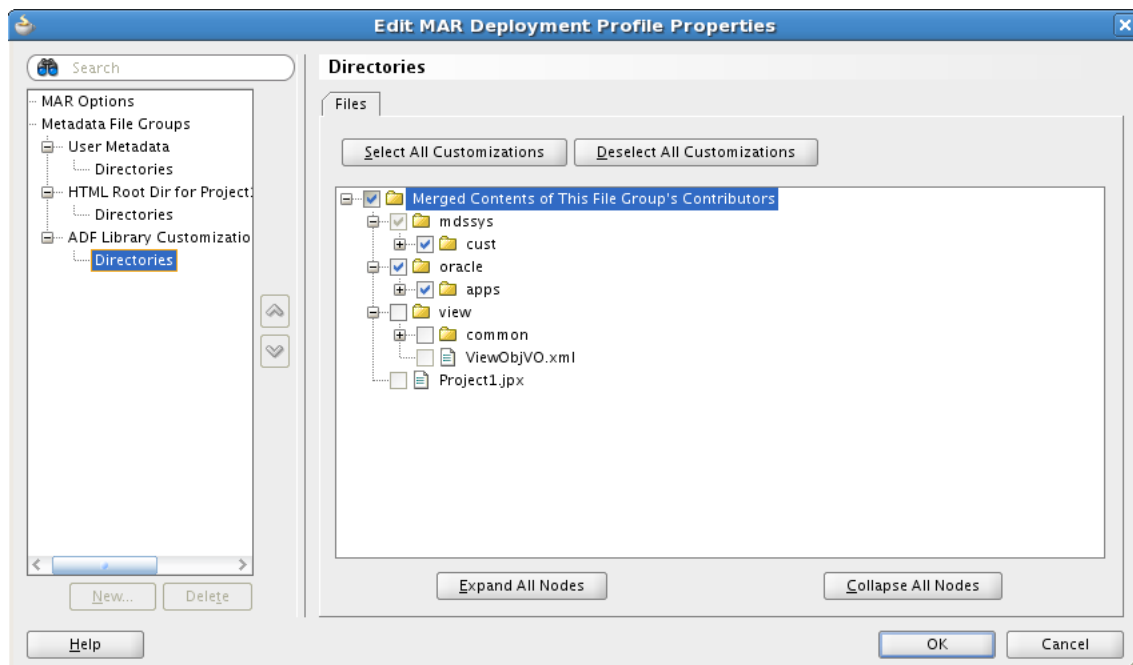 Edit MAR Deployment Profile Properties
Search
MAR Options
Metadata File Groups
User Metadata
Directories
HTML Root Dir for Project1
Directories
ADF Library Customizatio
Directories
New...
Delete
Directories
Files
Select All Customizations
Deselect All Customizations
Merged Contents of This File Group's Contributors
mdssys
cust
oracle
apps
view
common
ViewObjVO.xml
Project1.jpx
Expand All Nodes
Collapse All Nodes
Help
OK
Cancel